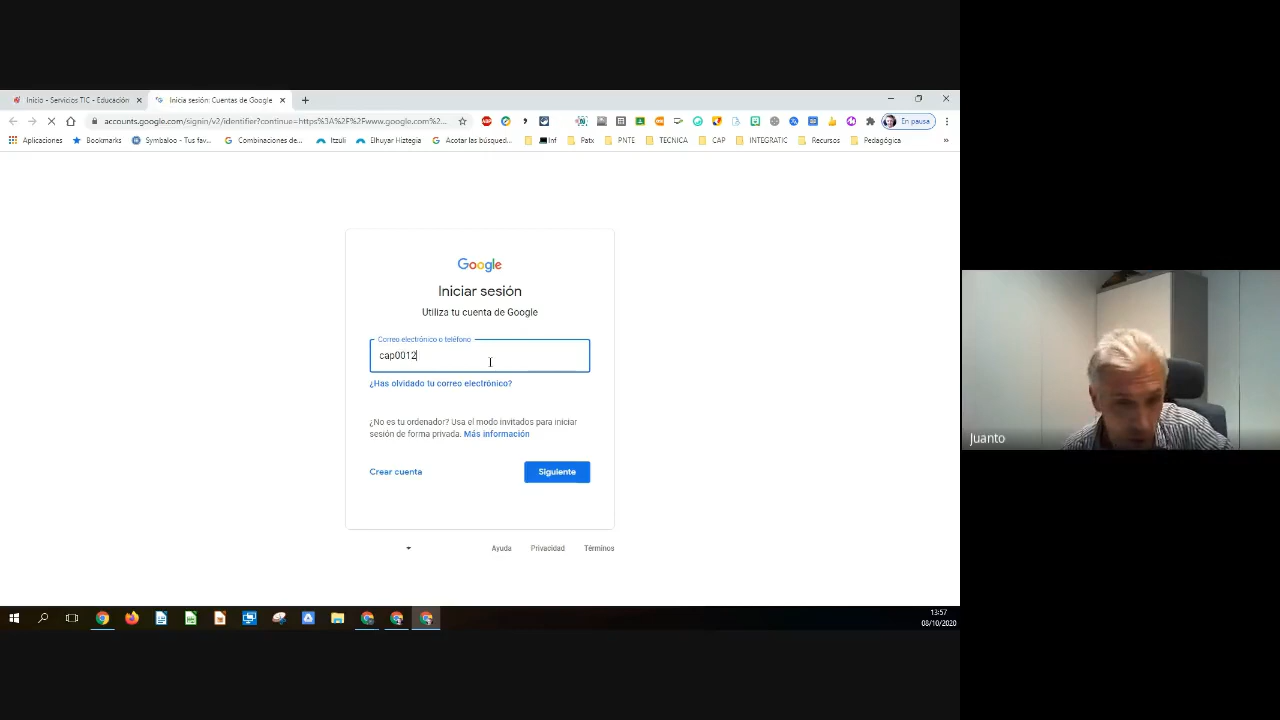 Inicio - Servicios TIC - Educación
Inicia sesión: Cuentas de Google
accounts.google.com/signin/v2/identifier?continue=https%3A%2F%2Fwww.google.com%2...
En pausa
Aplicaciones
Bookmarks
Symbaloo - Tus fav...
Combinaciones de...
Itzuli
Elhuyar Hiztegia
Acotar las búsqued...
Inf
Patx
PNTE
TECNICA
CAP
INTEGRATIC
Recursos
Pedagógica
Google
Iniciar sesión
Utiliza tu cuenta de Google
Correo electrónico o teléfono
cap0012
¿Has olvidado tu correo electrónico?
¿No es tu ordenador? Usa el modo invitados para iniciar
sesión de forma privada. Más información
Crear cuenta
Siguiente
Ayuda
Privacidad
Términos
Juanto
13:57
08/10/2020